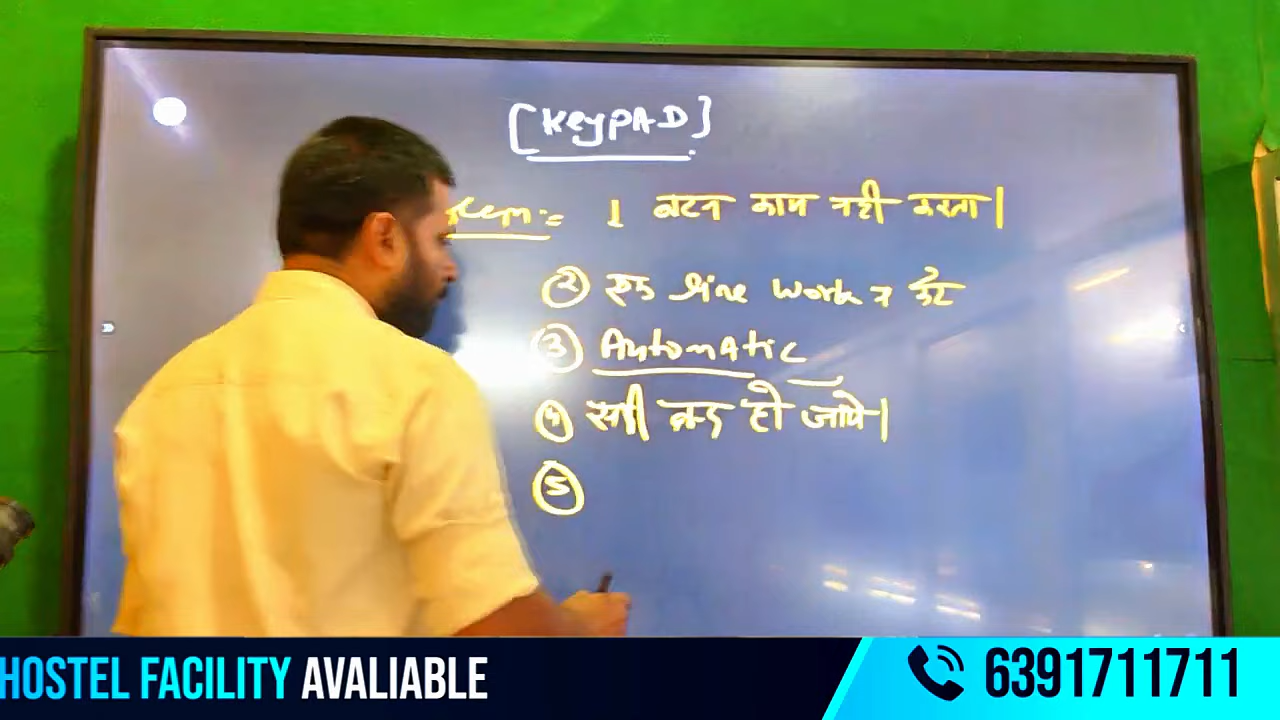 [KeyPAD]
1 बटन काम नही करता|
② एक line work न करे
③ Automatic
④ सभी बन्द हो जाये|
⑤
HOSTEL FACILITY AVALIABLE
6391711711